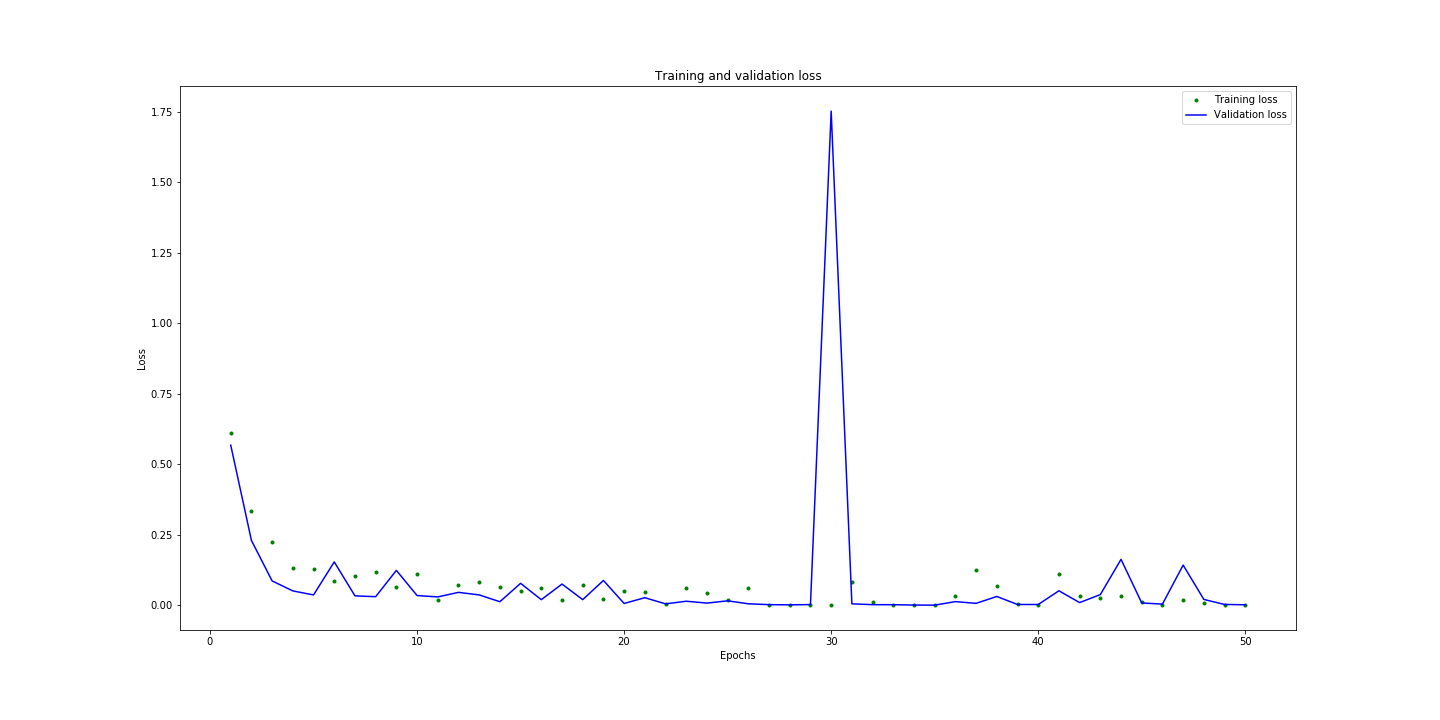 Training and validation loss
Training loss
Validation loss
1.75
1.50
1.25
1.00
0.75
0.50
0.25
0.00
Loss
0 10 20 30 40 50
Epochs